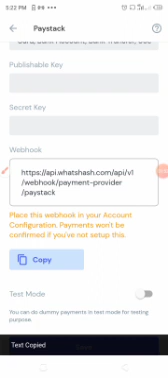 3:22 PM
Paystack
Publishable Key
Secret Key
Webhook
https://api.whatshash.com/api/v1
/webhook/payment-provider
/paystack
Place this webhook in your Account
Configuration. Payments won't be
confirmed if you've not setup this.
Copy
Test Mode
You can do dummy payments in test mode for testing
purpose.
Text Copied